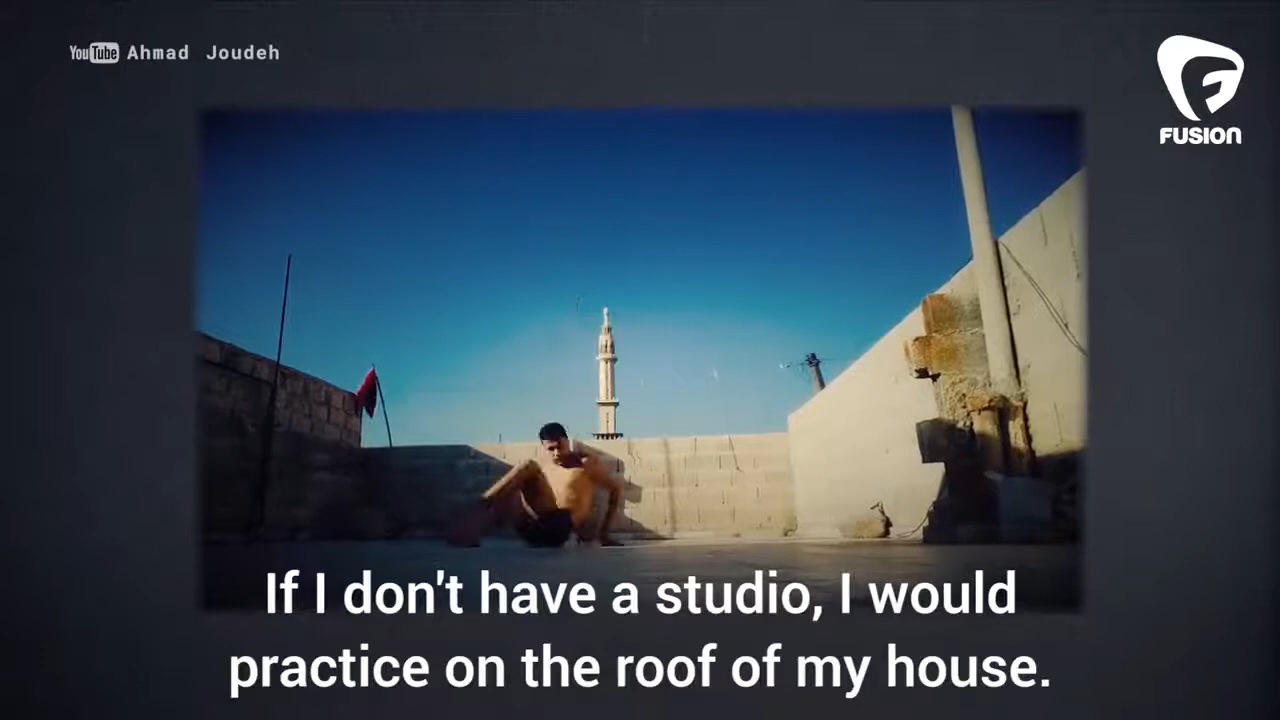 YouTube Ahmad Joudeh
FUSION
If I don't have a studio, I would
practice on the roof of my house.